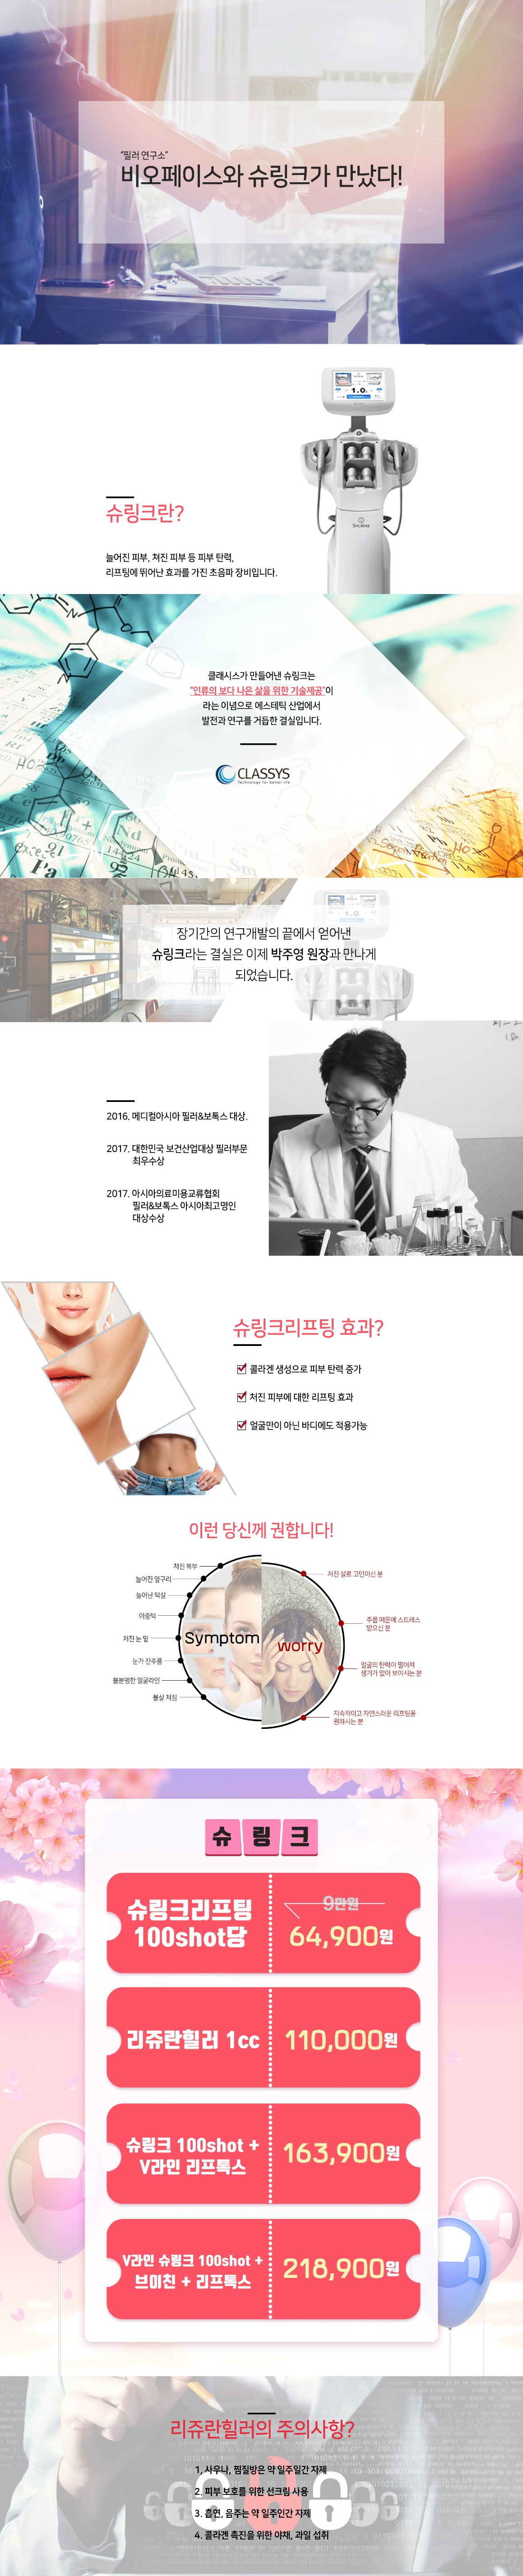 "필러 연구소"
비오페이스와 슈링크가 만났다!
1.0
SHURINK
슈링크란?
늘어진 피부, 쳐진 피부 등 피부 탄력,
리프팅에 뛰어난 효과를 가진 초음파 장비입니다.
클래시스가 만들어낸 슈링크는
"인류의 보다 나은 삶을 위한 기술제공"이
라는 이념으로 에스테틱 산업에서
발전과 연구를 거듭한 결실입니다.
CLASSYS
Technology for better life
장기간의 연구개발의 끝에서 얻어낸
슈링크라는 결실은 이제 박주영 원장과 만나게
되었습니다.
2016. 메디컬아시아 필러&보톡스 대상.
2017. 대한민국 보건산업대상 필러부문
최우수상
2017. 아시아의료미용교류협회
필러&보톡스 아시아최고명인
대상수상
슈링크리프팅 효과?
콜라겐 생성으로 피부 탄력 증가
처진 피부에 대한 리프팅 효과
얼굴만이 아닌 바디에도 적용가능
이런 당신께 권합니다!
처진 복부
늘어진 옆구리
늘어난 턱살
이중턱
처진 눈 밑
눈가 잔주름
불분명한 얼굴라인
볼살 처짐
Symptom
worry
처진 살로 고민이신 분
주름 때문에 스트레스
받으신 분
얼굴의 탄력이 떨어져
생기가 없어 보이시는 분
지속적이고 자연스러운 리프팅을
원하시는 분
슈링크
슈링크리프팅
100shot당
9만원
64,900원
리쥬란힐러 1cc
110,000원
슈링크 100shot +
V라인 리프톡스
163,900원
V라인 슈링크 100shot +
브이친 + 리프톡스
218,900원
리쥬란힐러의 주의사항?
1. 사우나, 찜질방은 약 일주일간 자제
2. 피부 보호를 위한 선크림 사용
3. 흡연, 음주는 약 일주인간 자제
4. 콜라겐 촉진을 위한 야채, 과일 섭취